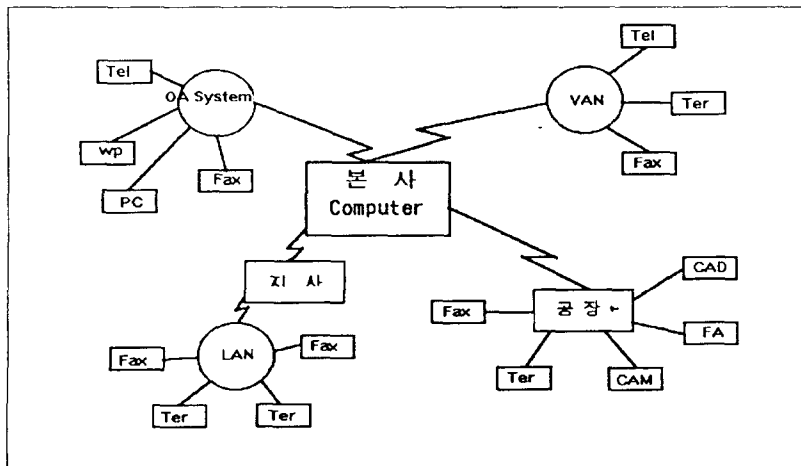 Tel
OA System
wp
PC
Fax
Tel
VAN
Ter
Fax
본 사
Computer
지 사
Fax
LAN
Fax
Ter
Ter
Fax
공 장
CAD
FA
Ter
CAM